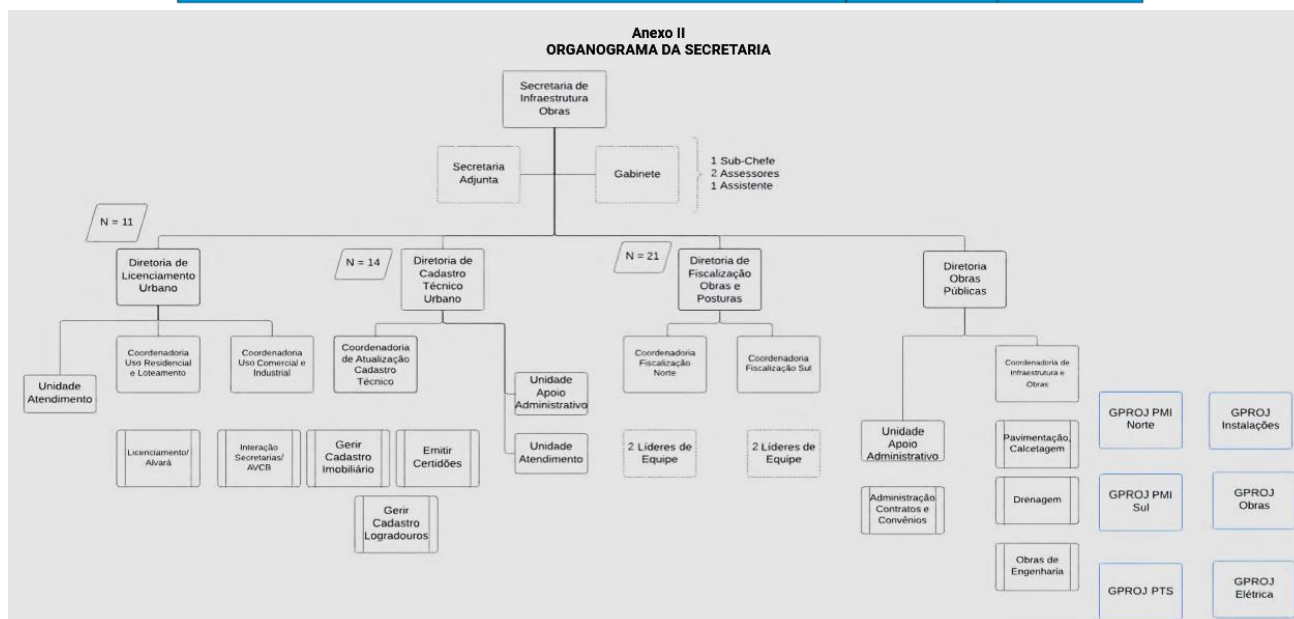 Anexo II
ORGANOGRAMA DA SECRETARIA
Secretaria de
Infraestrutura
Obras
Secretaria
Adjunta
Gabinete
1 Sub-Chefe
2 Assessores
1 Assistente
N = 11
Diretoria de
Licenciamento
Urbano
N = 14
Diretoria de
Cadastro
Técnico
Urbano
N = 21
Diretoria de
Fiscalização
Obras e
Posturas
Diretoria
Obras
Públicas
Unidade
Atendimento
Coordenadoria
Uso Residencial
e Loteamento
Coordenadoria
Uso Comercial e
Industrial
Coordenadoria
de Atualização
Cadastro
Técnico
Unidade
Apoio
Administrativo
Unidade
Atendimento
Coordenadoria
Fiscalização
Norte
Coordenadoria
Fiscalização Sul
Coordenadoria de
Infraestrutura e
Obras
Licenciamento/
Alvará
Interação
Secretarias/
AVCB
Gerir
Cadastro
Imobiliário
Emitir
Certidões
Gerir
Cadastro
Logradouros
2 Líderes de
Equipe
2 Líderes de
Equipe
Unidade
Apoio
Administrativo
Administração
Contratos e
Convênios
Pavimentação,
Calcetagem
Drenagem
Obras de
Engenharia
GPROJ PMI
Norte
GPROJ
Instalações
GPROJ PMI
Sul
GPROJ
Obras
GPROJ PTS
GPROJ
Elétrica